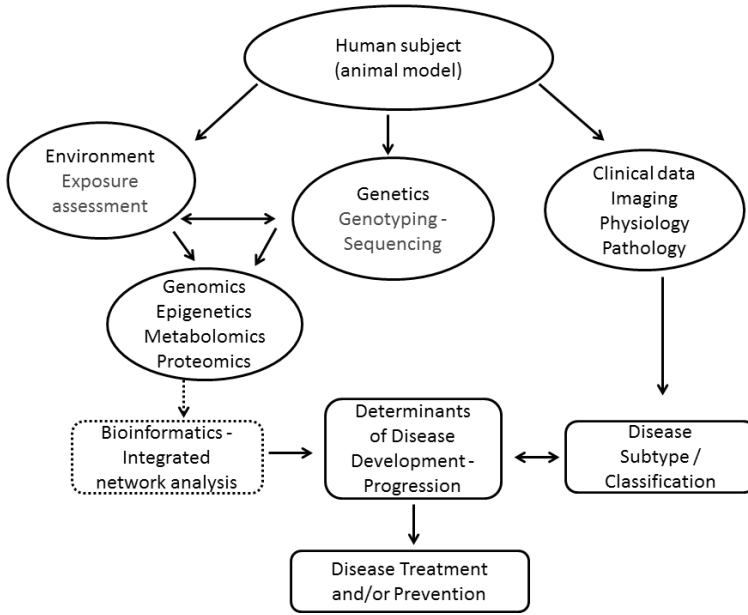 Human subject
(animal model)
Environment
Exposure
assessment
Genetics
Genotyping -
Sequencing
Clinical data
Imaging
Physiology
Pathology
Genomics
Epigenetics
Metabolomics
Proteomics
Bioinformatics -
Integrated
network analysis
Determinants
of Disease
Development -
Progression
Disease
Subtype /
Classification
Disease Treatment
and/or Prevention